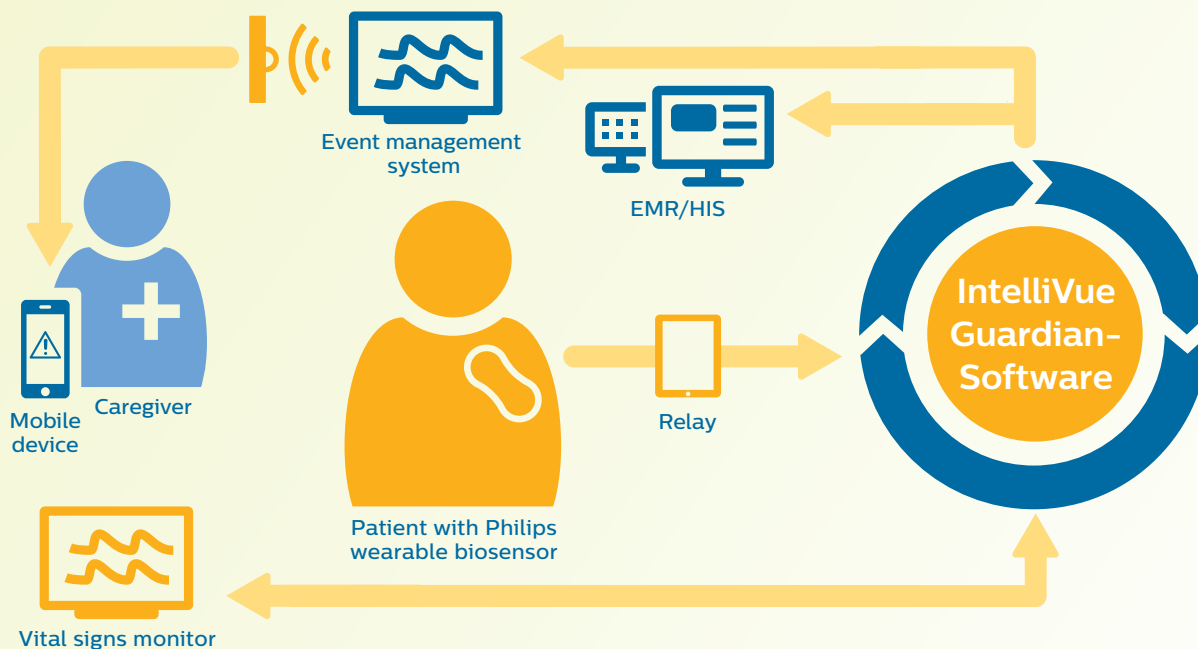 Event management
system
EMR/HIS
IntelliVue
Guardian-
Software
Caregiver
Mobile
device
Relay
Patient with Philips
wearable biosensor
Vital signs monitor